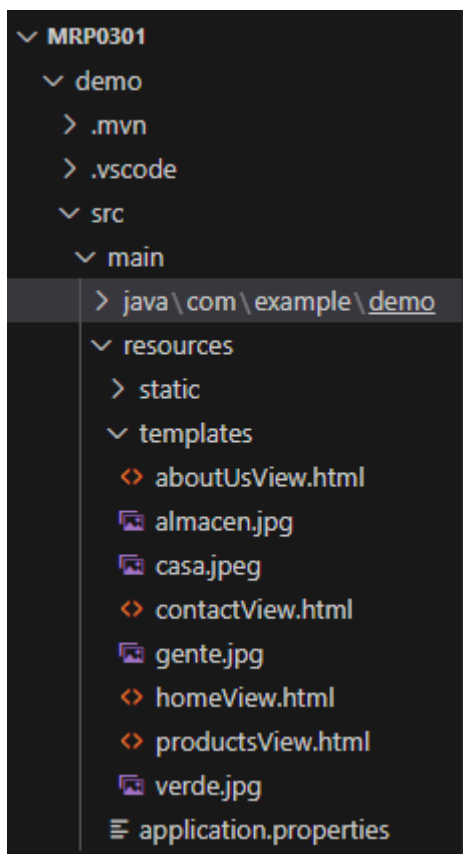 MRP0301
demo
.mvn
.vscode
src
main
java\com\example\demo
resources
static
templates
aboutUsView.html
almacen.jpg
casa.jpeg
contactView.html
gente.jpg
homeView.html
productsView.html
verde.jpg
application.properties